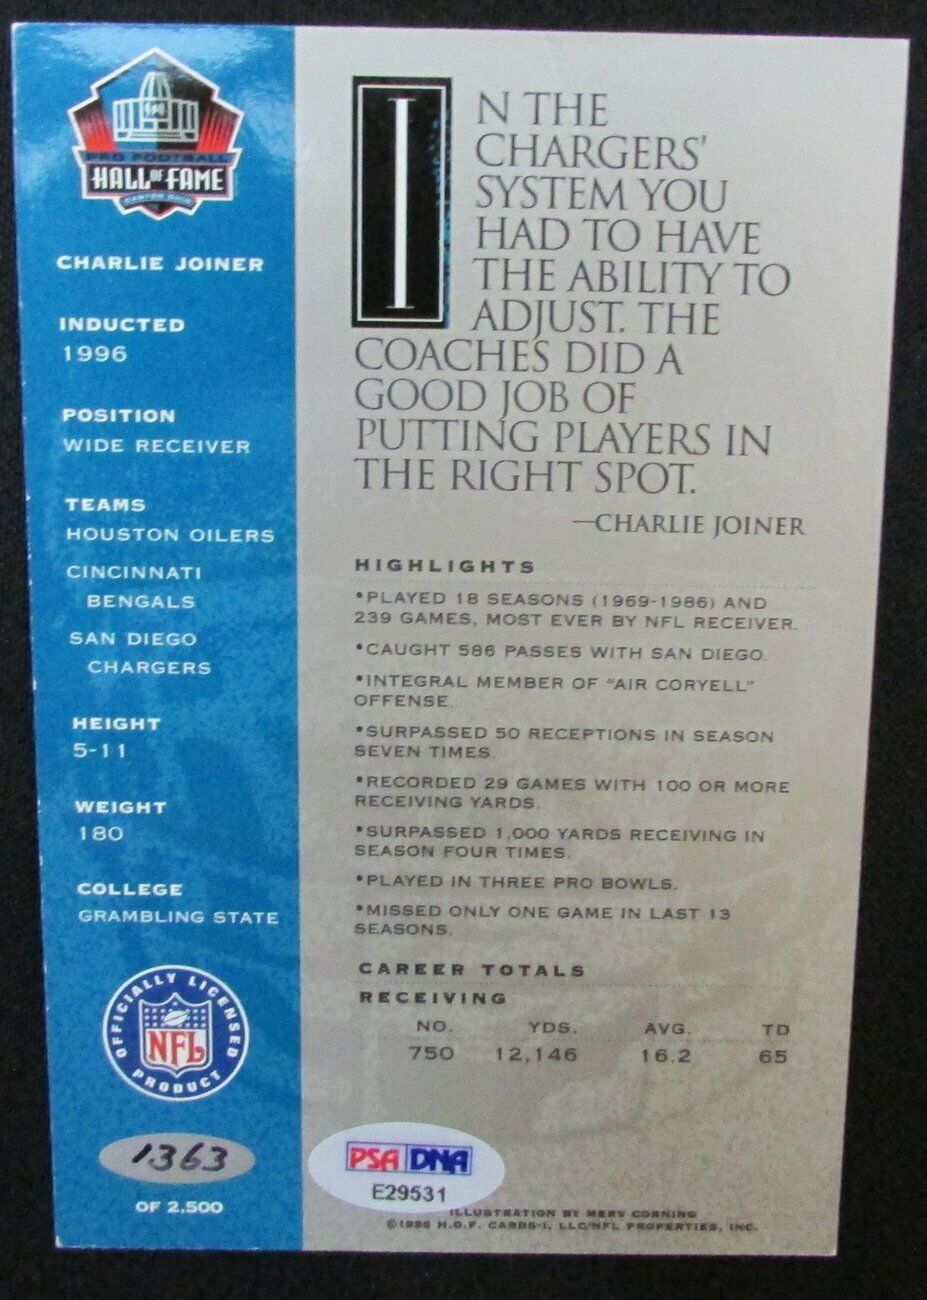 PRO FOOTBALL
HALL OF FAME
CANTON OHIO
CHARLIE JOINER
INDUCTED
1996
POSITION
WIDE RECEIVER
TEAMS
HOUSTON OILERS
CINCINNATI
BENGALS
SAN DIEGO
CHARGERS
HEIGHT
5-11
WEIGHT
180
COLLEGE
GRAMBLING STATE
OFFICIALLY LICENSED
NFL
PRODUCT
1363
OF 2,500
IN THE
CHARGERS'
SYSTEM YOU
HAD TO HAVE
THE ABILITY TO
ADJUST. THE
COACHES DID A
GOOD JOB OF
PUTTING PLAYERS IN
THE RIGHT SPOT.
—CHARLIE JOINER
HIGHLIGHTS
•PLAYED 18 SEASONS (1969-1986) AND
239 GAMES, MOST EVER BY NFL RECEIVER.
•CAUGHT 586 PASSES WITH SAN DIEGO.
•INTEGRAL MEMBER OF "AIR CORYELL"
OFFENSE.
•SURPASSED 50 RECEPTIONS IN SEASON
SEVEN TIMES.
•RECORDED 29 GAMES WITH 100 OR MORE
RECEIVING YARDS.
•SURPASSED 1,000 YARDS RECEIVING IN
SEASON FOUR TIMES.
•PLAYED IN THREE PRO BOWLS.
•MISSED ONLY ONE GAME IN LAST 13
SEASONS.
CAREER TOTALS
RECEIVING
NO. YDS. AVG. TD
750 12,146 16.2 65
PSA DNA
E29531
ILLUSTRATION BY MERV CORNING
©1996 H.O.F. CARDS-I, LLC/NFL PROPERTIES, INC.